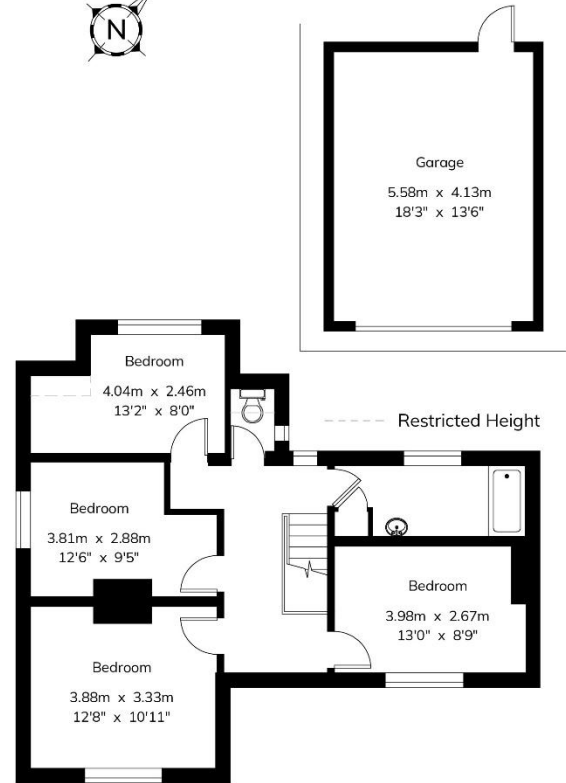 N
Garage
5.58m x 4.13m
18'3" x 13'6"
Bedroom
4.04m x 2.46m
13'2" x 8'0"
Restricted Height
Bedroom
3.81m x 2.88m
12'6" x 9'5"
Bedroom
3.98m x 2.67m
13'0" x 8'9"
Bedroom
3.88m x 3.33m
12'8" x 10'11"